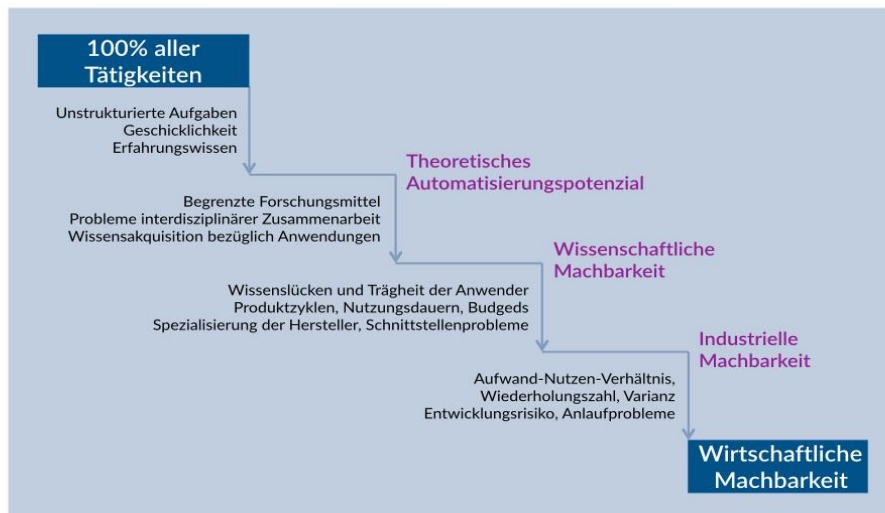 100% aller
Tätigkeiten
Unstrukturierte Aufgaben
Geschicklichkeit
Erfahrungswissen
Theoretisches
Automatisierungspotenzial
Begrenzte Forschungsmittel
Probleme interdisziplinärer Zusammenarbeit
Wissensakquisition bezüglich Anwendungen
Wissenschaftliche
Machbarkeit
Wissenslücken und Trägheit der Anwender
Produktzyklen, Nutzungsdauern, Budgeds
Spezialisierung der Hersteller, Schnittstellenprobleme
Industrielle
Machbarkeit
Aufwand-Nutzen-Verhältnis,
Wiederholungszahl, Varianz
Entwicklungsrisiko, Anlaufprobleme
Wirtschaftliche
Machbarkeit